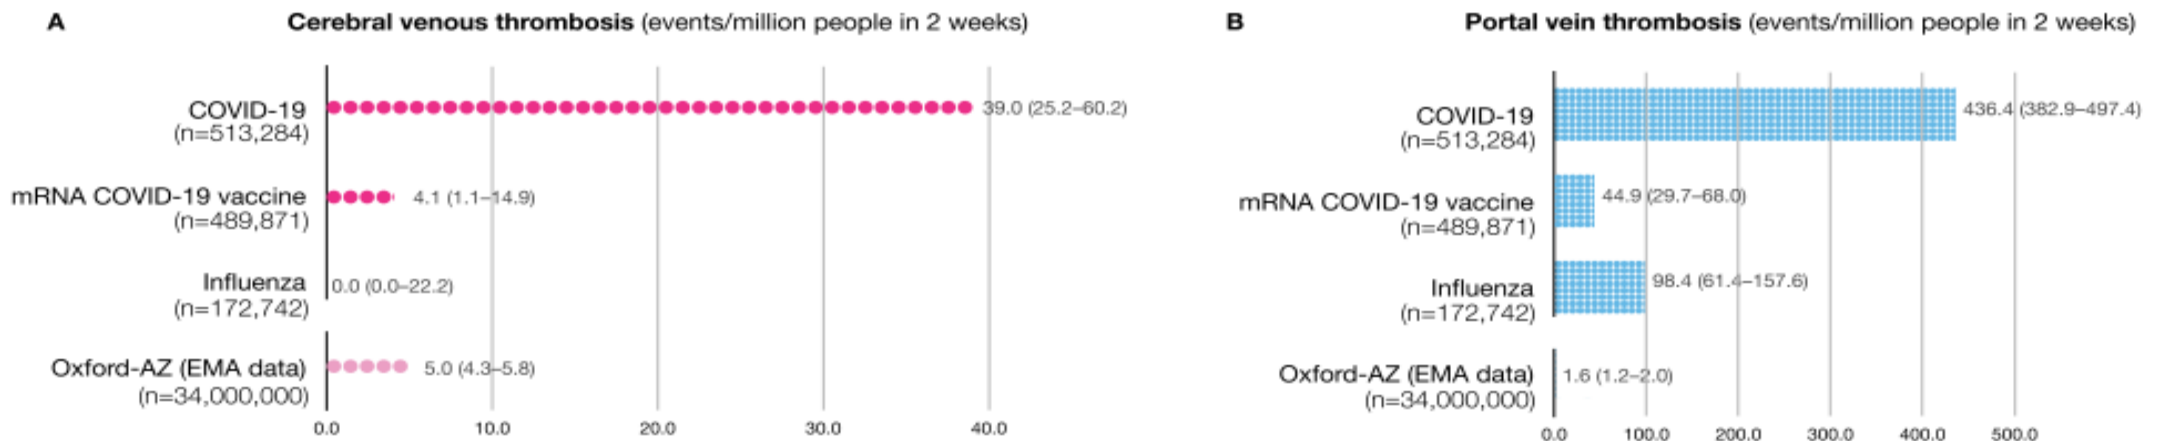 A
Cerebral venous thrombosis (events/million people in 2 weeks)
COVID-19
(n=513,284)
39.0 (25.2–60.2)
mRNA COVID-19 vaccine
(n=489,871)
4.1 (1.1–14.9)
Influenza
(n=172,742)
0.0 (0.0–22.2)
Oxford-AZ (EMA data)
(n=34,000,000)
5.0 (4.3–5.8)
0.0 10.0 20.0 30.0 40.0
B
Portal vein thrombosis (events/million people in 2 weeks)
COVID-19
(n=513,284)
436.4 (382.9–497.4)
mRNA COVID-19 vaccine
(n=489,871)
44.9 (29.7–68.0)
Influenza
(n=172,742)
98.4 (61.4–157.6)
Oxford-AZ (EMA data)
(n=34,000,000)
1.6 (1.2–2.0)
0.0 100.0 200.0 300.0 400.0 500.0